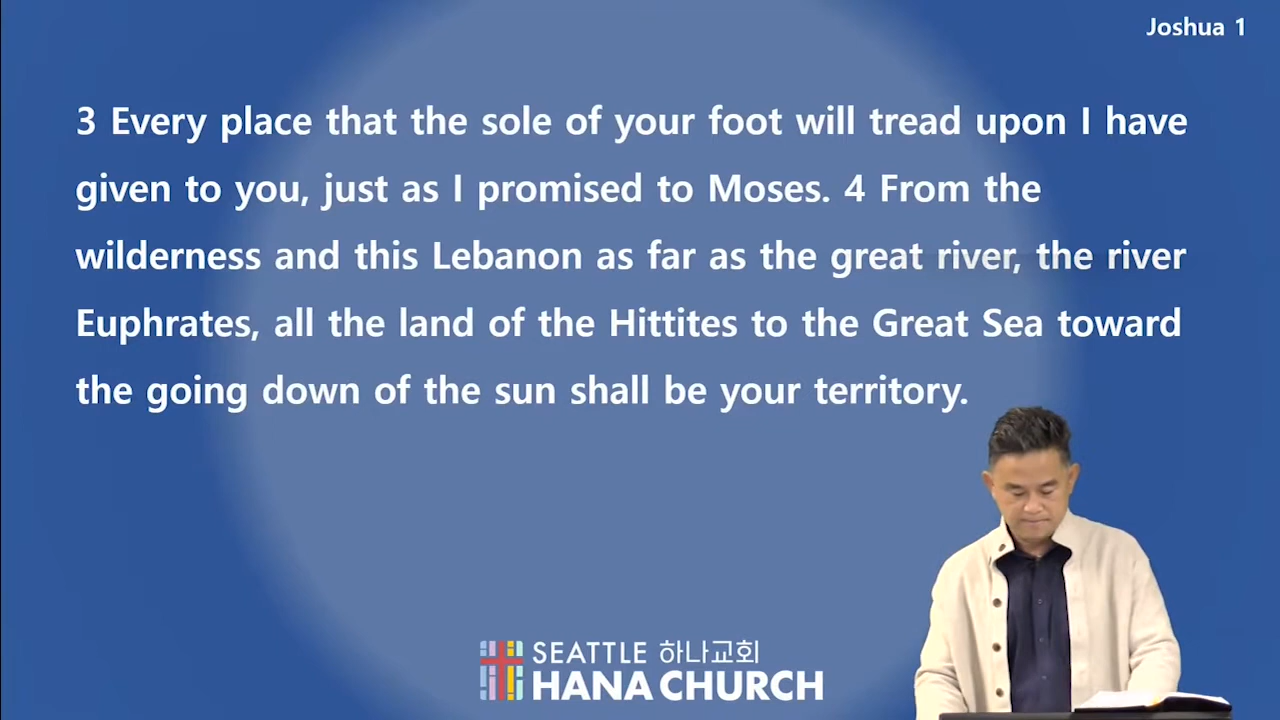 Joshua 1
3 Every place that the sole of your foot will tread upon I have
given to you, just as I promised to Moses. 4 From the
wilderness and this Lebanon as far as the great river, the river
Euphrates, all the land of the Hittites to the Great Sea toward
the going down of the sun shall be your territory.
SEATTLE 하나교회
HANA CHURCH